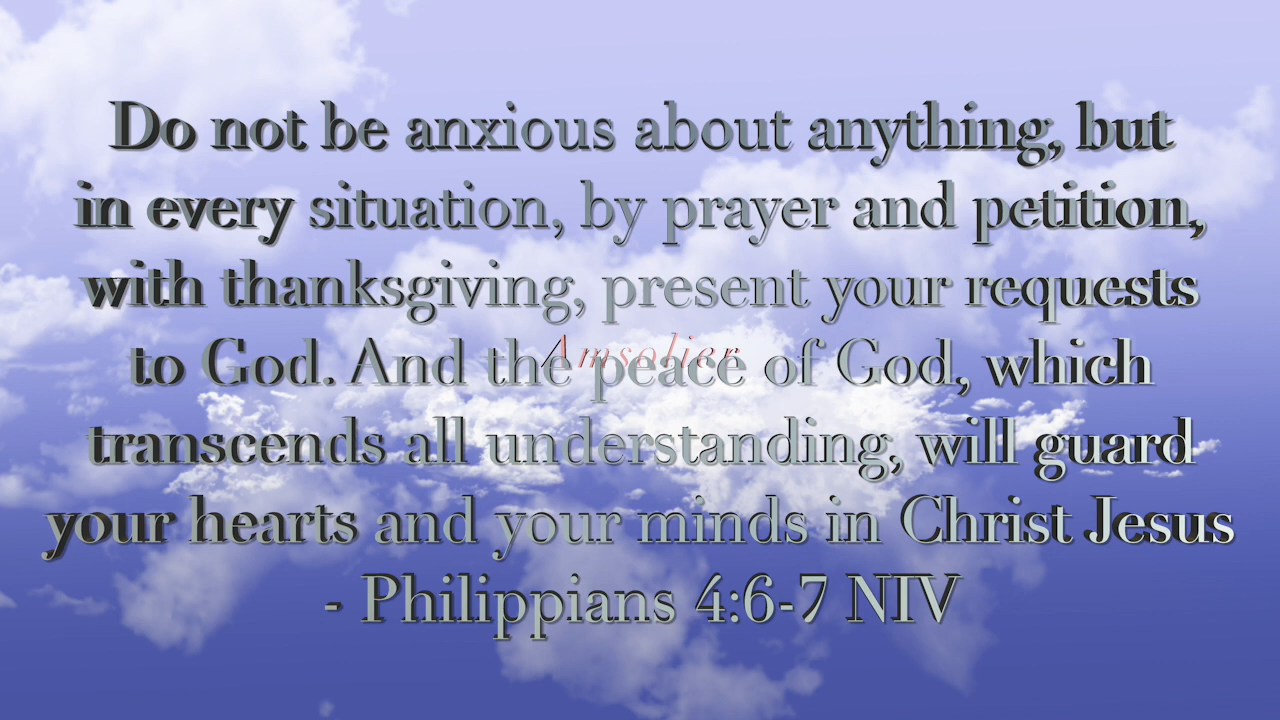 Do not be anxious about anything, but
in every situation, by prayer and petition,
with thanksgiving, present your requests
to God. And the peace of God, which
Amsolier
transcends all understanding, will guard
your hearts and your minds in Christ Jesus
- Philippians 4:6-7 NIV